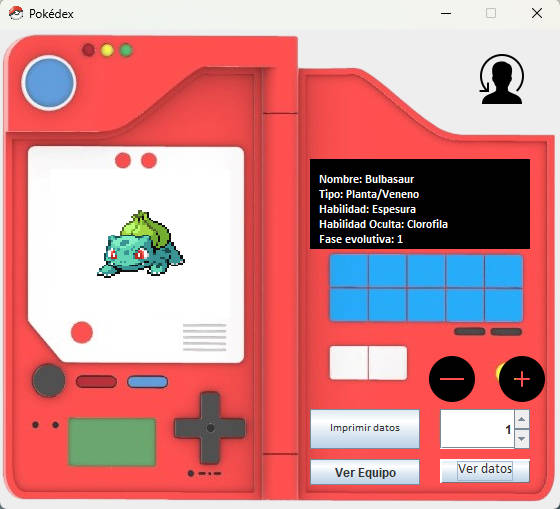 Pokédex
Nombre: Bulbasaur
Tipo: Planta/Veneno
Habilidad: Espesura
Habilidad Oculta: Clorofila
Fase evolutiva: 1
Imprimir datos
1
Ver Equipo
Ver datos